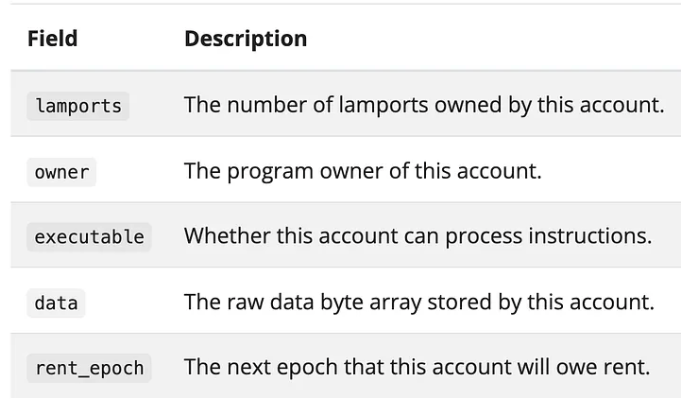 Field Description
lamports The number of lamports owned by this account.
owner The program owner of this account.
executable Whether this account can process instructions.
data The raw data byte array stored by this account.
rent_epoch The next epoch that this account will owe rent.